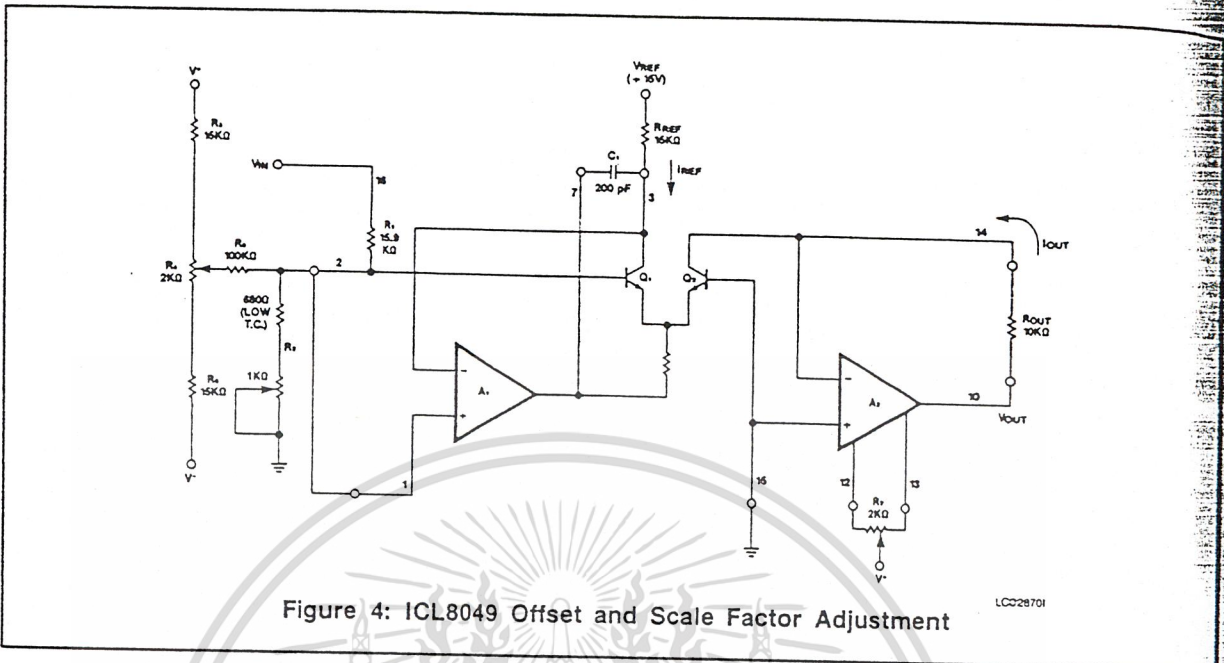 V⁻
R₅
15KΩ
R₄
2KΩ
R₆
15KΩ
V⁻
R₆
100KΩ
680Ω
(LOW
T.C.)
R₂
1KΩ
VIN
16
R₁
15.9
KΩ
2
1
A₁
7
C₁
200 pF
VREF
(+ 15V)
RREF
15KΩ
IREF
3
Q₁
Q₂
14
IOUT
ROUT
10KΩ
10
VOUT
A₂
15
12
13
R₇
2KΩ
V⁻
Figure 4: ICL8049 Offset and Scale Factor Adjustment
LC028701